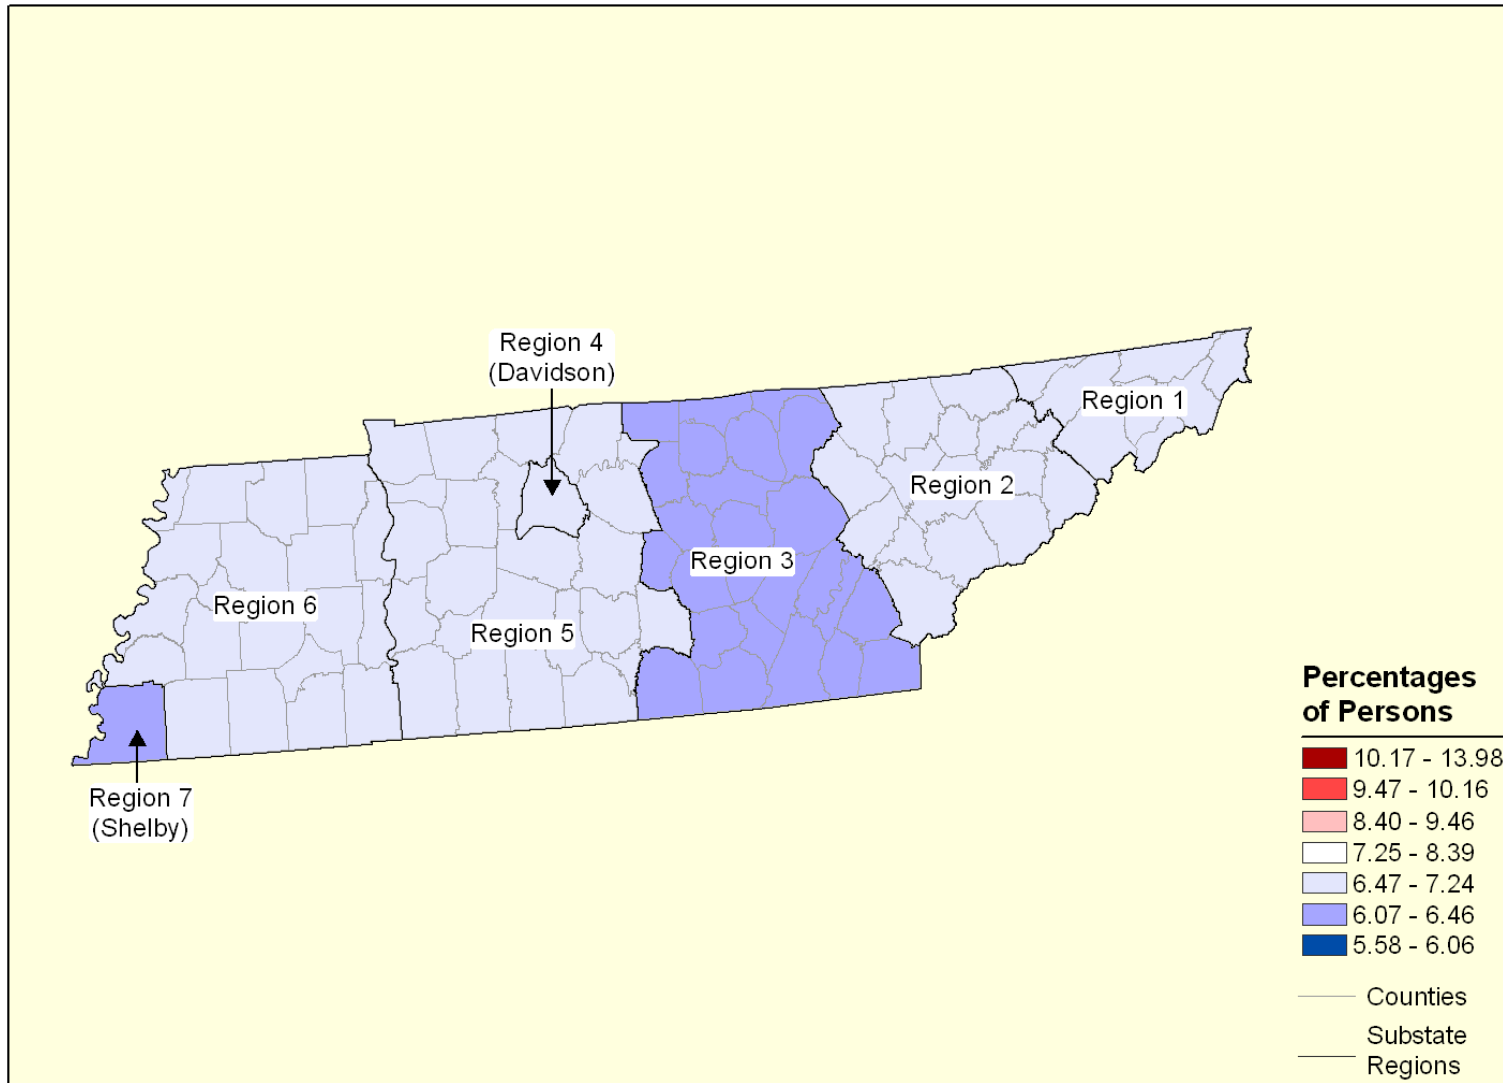 Region 4
(Davidson)
Region 1
Region 2
Region 3
Region 6
Region 5
Region 7
(Shelby)
Percentages
of Persons
10.17 - 13.98
9.47 - 10.16
8.40 - 9.46
7.25 - 8.39
6.47 - 7.24
6.07 - 6.46
5.58 - 6.06
Counties
Substate
Regions